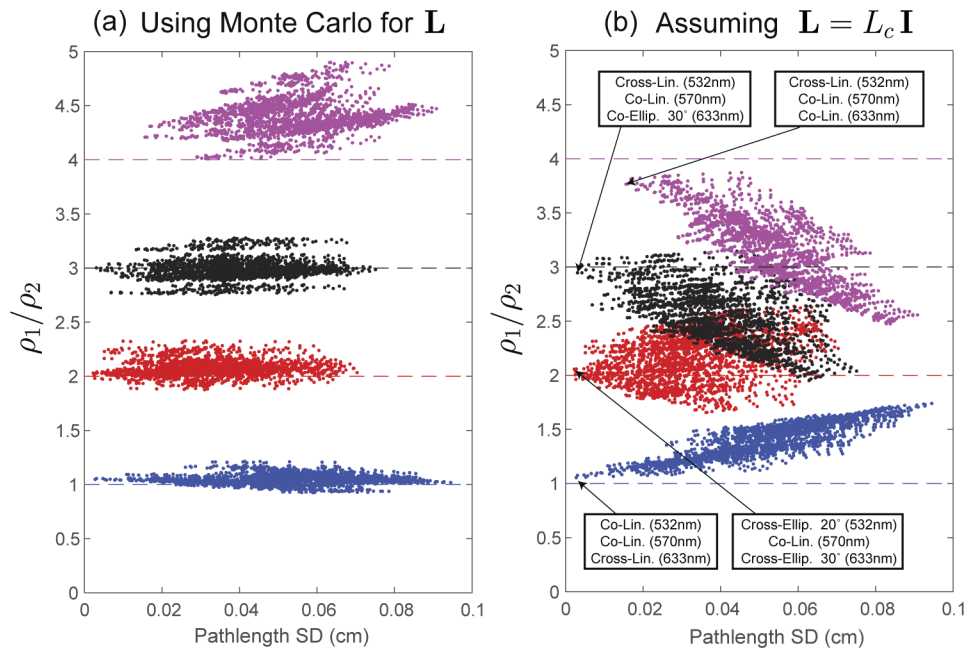 (a) Using Monte Carlo for L
(b) Assuming L = L_c I
5
4.5
4
3.5
3
2.5
2
1.5
1
0.5
0
ρ1/ρ2
0 0.02 0.04 0.06 0.08 0.1
Pathlength SD (cm)
5
4.5
4
3.5
3
2.5
2
1.5
1
0.5
0
ρ1/ρ2
Cross-Lin. (532nm)
Co-Lin. (570nm)
Co-Ellip. 30° (633nm)
Cross-Lin. (532nm)
Co-Lin. (570nm)
Co-Lin. (633nm)
Co-Lin. (532nm)
Co-Lin. (570nm)
Cross-Lin. (633nm)
Cross-Ellip. 20° (532nm)
Co-Lin. (570nm)
Cross-Ellip. 30° (633nm)
0 0.02 0.04 0.06 0.08 0.1
Pathlength SD (cm)